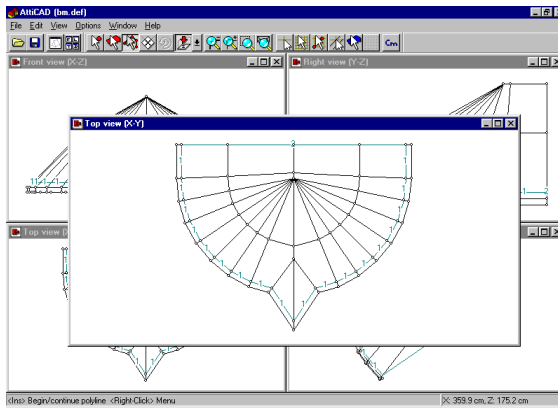 AttiCAD (bm.def)
File Edit View Options Window Help
Cm
Front view (X-Z)
Right view (Y-Z)
Top view (X-Y)
2
Top view
<Ins> Begin/continue polyline <Right-Click> Menu
X: 359.9 cm, Z: 175.2 cm